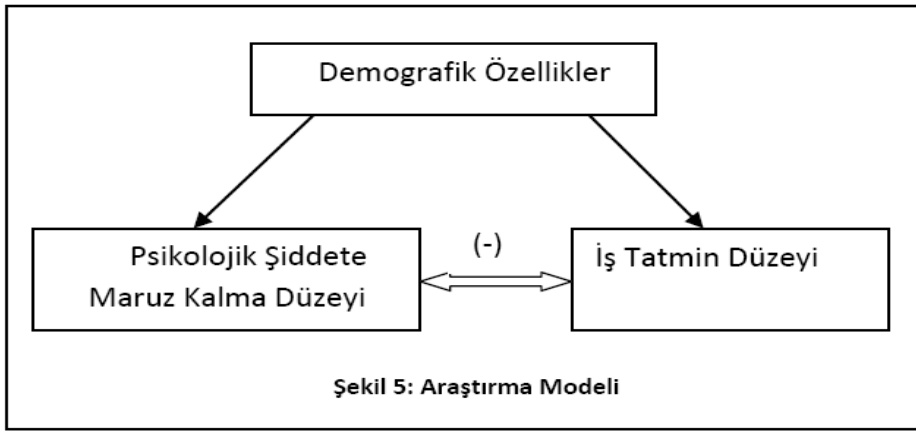 Demografik Özellikler
Psikolojik Şiddete
Maruz Kalma Düzeyi
(-)
İş Tatmin Düzeyi
Şekil 5: Araştırma Modeli